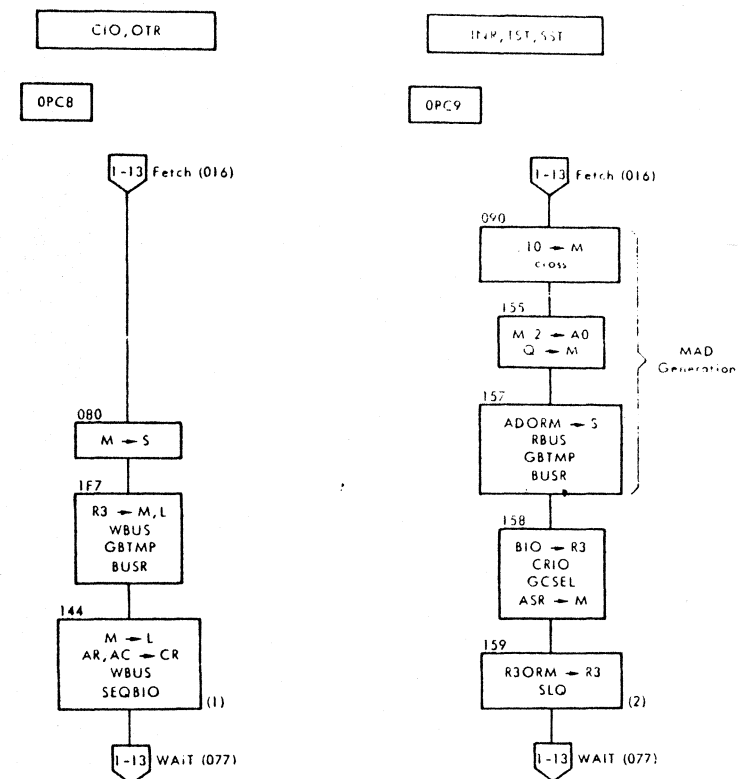 CIO, OTR
OPC8
1-13 Fetch (016)
080
M → S
1F7
R3 → M, L
WBUS
GBTMP
BUSR
144
M → L
AR, AC → CR
WBUS
SEQBIO
(1)
1-13 WAIT (077)
INR, TST, SST
OPC9
1-13 Fetch (016)
090
10 → M
cross
155
M 2 → A0
Q → M
157
ADORM → S
RBUS
GBTMP
BUSR
MAD
Generation
158
BIO → R3
CRIO
GCSEL
ASR → M
159
R3ORM → R3
SLQ
(2)
1-13 WAIT (077)